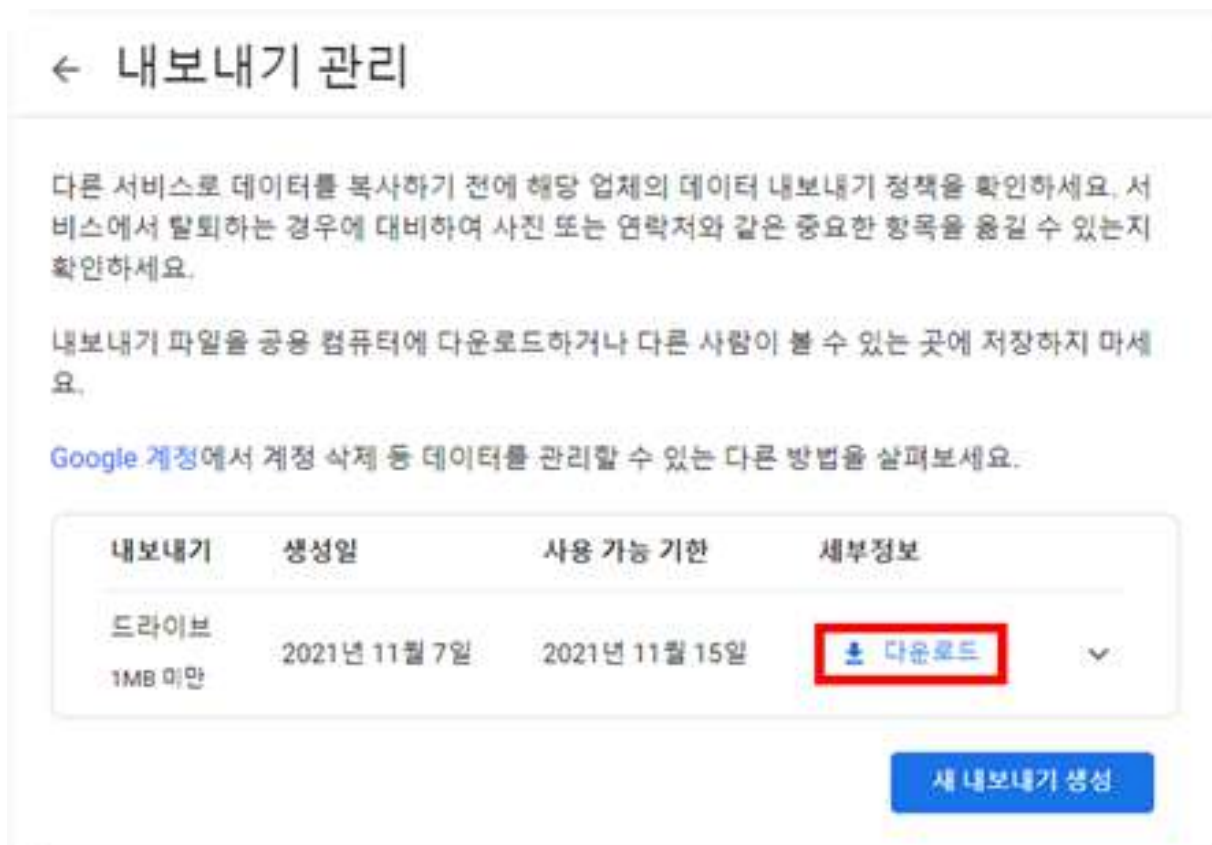 ← 내보내기 관리
다른 서비스로 데이터를 복사하기 전에 해당 업체의 데이터 내보내기 정책을 확인하세요. 서
비스에서 탈퇴하는 경우에 대비하여 사진 또는 연락처와 같은 중요한 항목을 옮길 수 있는지
확인하세요.
내보내기 파일을 공용 컴퓨터에 다운로드하거나 다른 사람이 볼 수 있는 곳에 저장하지 마세
요.
Google 계정에서 계정 삭제 등 데이터를 관리할 수 있는 다른 방법을 살펴보세요.
내보내기 생성일 사용 가능 기한 세부정보
드라이브
1MB 미만
2021년 11월 7일 2021년 11월 15일 다운로드
새 내보내기 생성